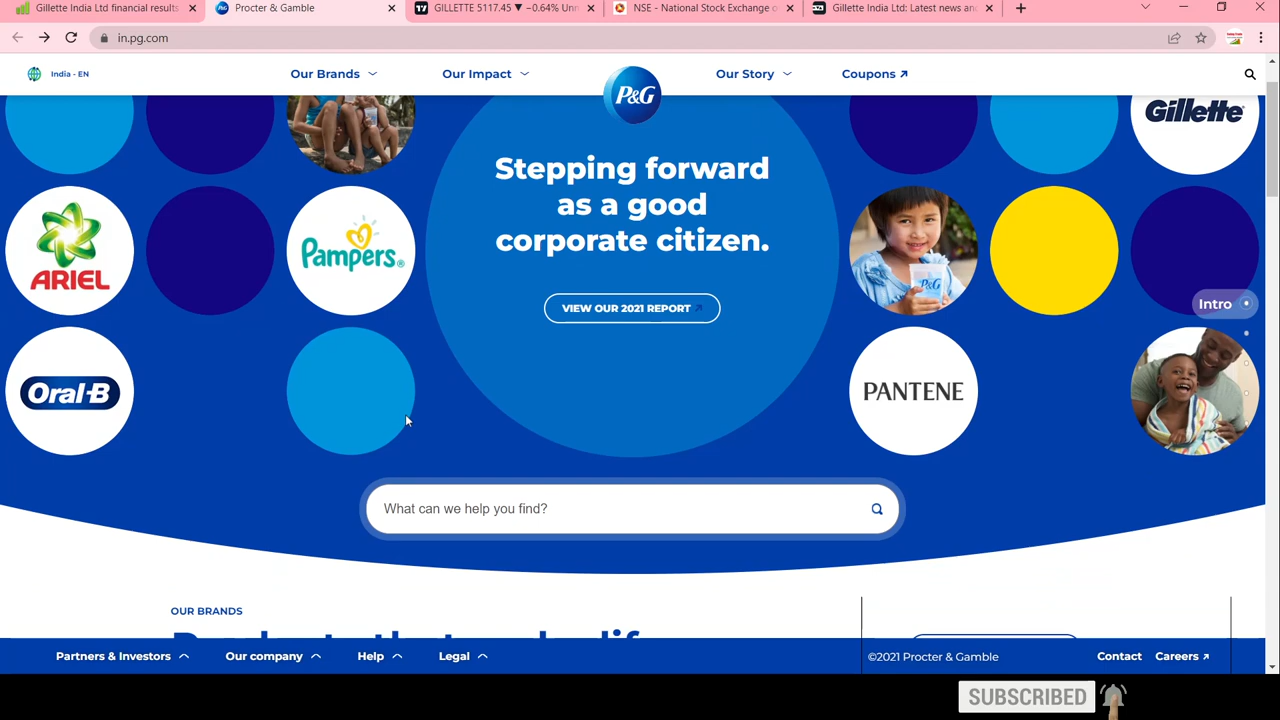 Gillette India Ltd financial results
Procter & Gamble
GILLETTE 5117.45 ▼ −0.64% Unn
NSE - National Stock Exchange o
Gillette India Ltd: Latest news and
in.pg.com
India - EN
Our Brands
Our Impact
P&G
Our Story
Coupons
Gillette
Stepping forward
as a good
corporate citizen.
ARIEL
Pampers
P&G
VIEW OUR 2021 REPORT
Intro
Oral-B
PANTENE
What can we help you find?
OUR BRANDS
Partners & Investors
Our company
Help
Legal
©2021 Procter & Gamble
Contact
Careers
SUBSCRIBED